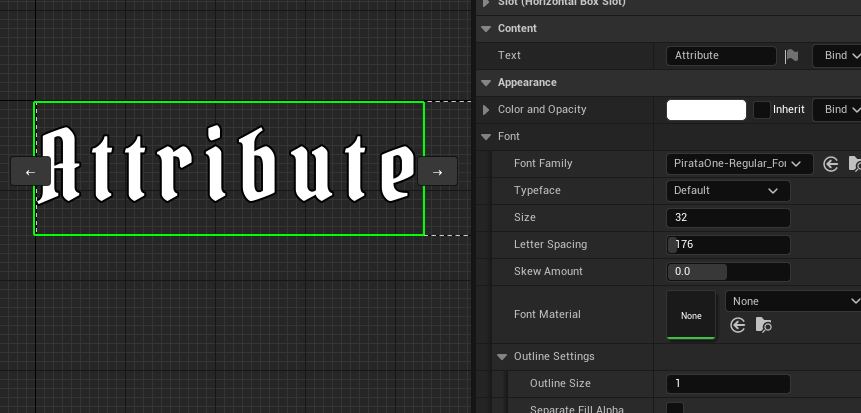 Slot (Horizontal Box Slot)
Content
Text Attribute Bind
Appearance
Color and Opacity Inherit Bind
Font
Font Family PirataOne-Regular_Fo
Typeface Default
Size 32
Letter Spacing 176
Skew Amount 0.0
Font Material None None
Outline Settings
Outline Size 1
Separate Fill Alpha
← Attribute →